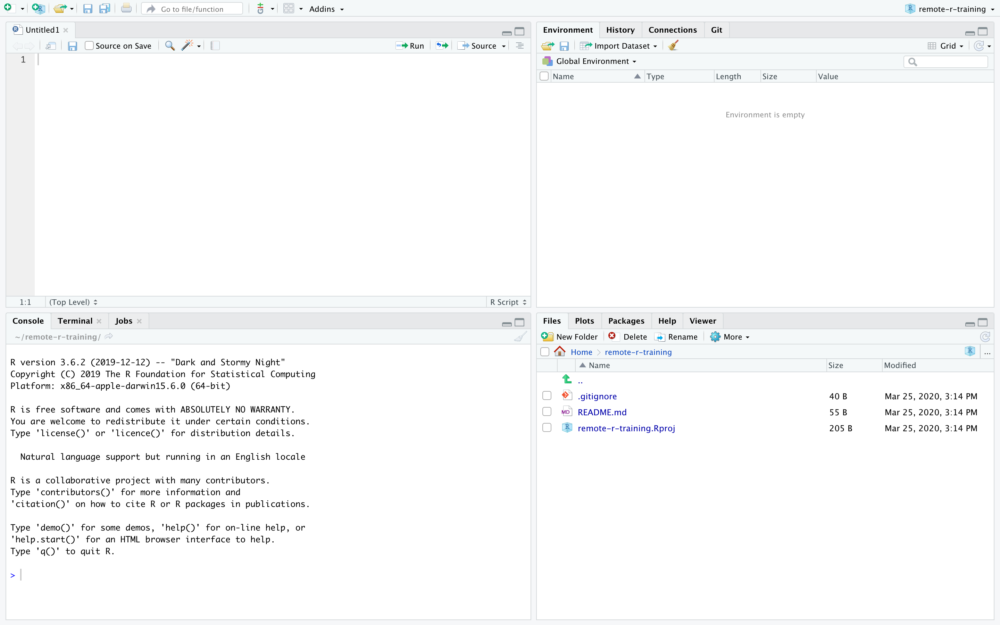 Go to file/function Addins remote-r-training
Untitled1
Source on Save Run Source
1
1:1 (Top Level) R Script
Environment History Connections Git
Import Dataset Grid
Global Environment
Name Type Length Size Value
Environment is empty
Console Terminal Jobs
~/remote-r-training/
R version 3.6.2 (2019-12-12) -- "Dark and Stormy Night"
Copyright (C) 2019 The R Foundation for Statistical Computing
Platform: x86_64-apple-darwin15.6.0 (64-bit)
R is free software and comes with ABSOLUTELY NO WARRANTY.
You are welcome to redistribute it under certain conditions.
Type 'license()' or 'licence()' for distribution details.
Natural language support but running in an English locale
R is a collaborative project with many contributors.
Type 'contributors()' for more information and
'citation()' on how to cite R or R packages in publications.
Type 'demo()' for some demos, 'help()' for on-line help, or
'help.start()' for an HTML browser interface to help.
Type 'q()' to quit R.
>
Files Plots Packages Help Viewer
New Folder Delete Rename More
Home remote-r-training ...
Name Size Modified
..
.gitignore 40 B Mar 25, 2020, 3:14 PM
README.md 55 B Mar 25, 2020, 3:14 PM
remote-r-training.Rproj 205 B Mar 25, 2020, 3:14 PM